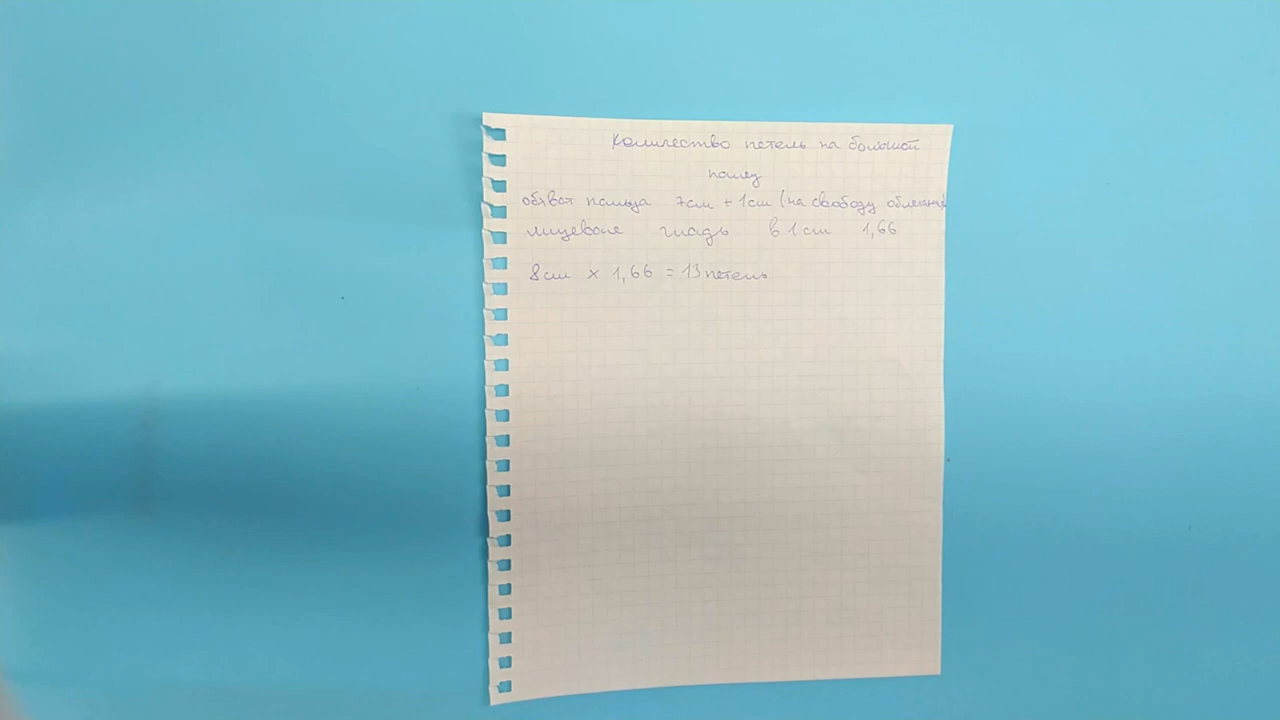 Количество петель на большой
палец
обхват пальца 7см + 1см (на свободу облегания)
лицевая гладь в 1 см 1,66
8см × 1,66 = 13 петель